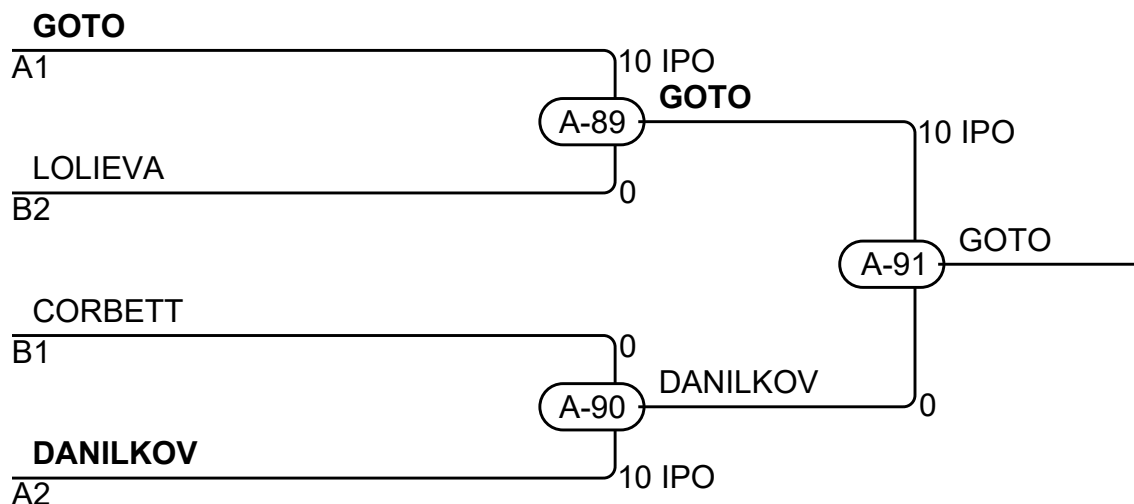 GOTO
A1
10 IPO
GOTO
A-89
10 IPO
LOLIEVA
B2
0
GOTO
A-91
CORBETT
B1
0
DANILKOV
A-90
0
DANILKOV
A2
10 IPO